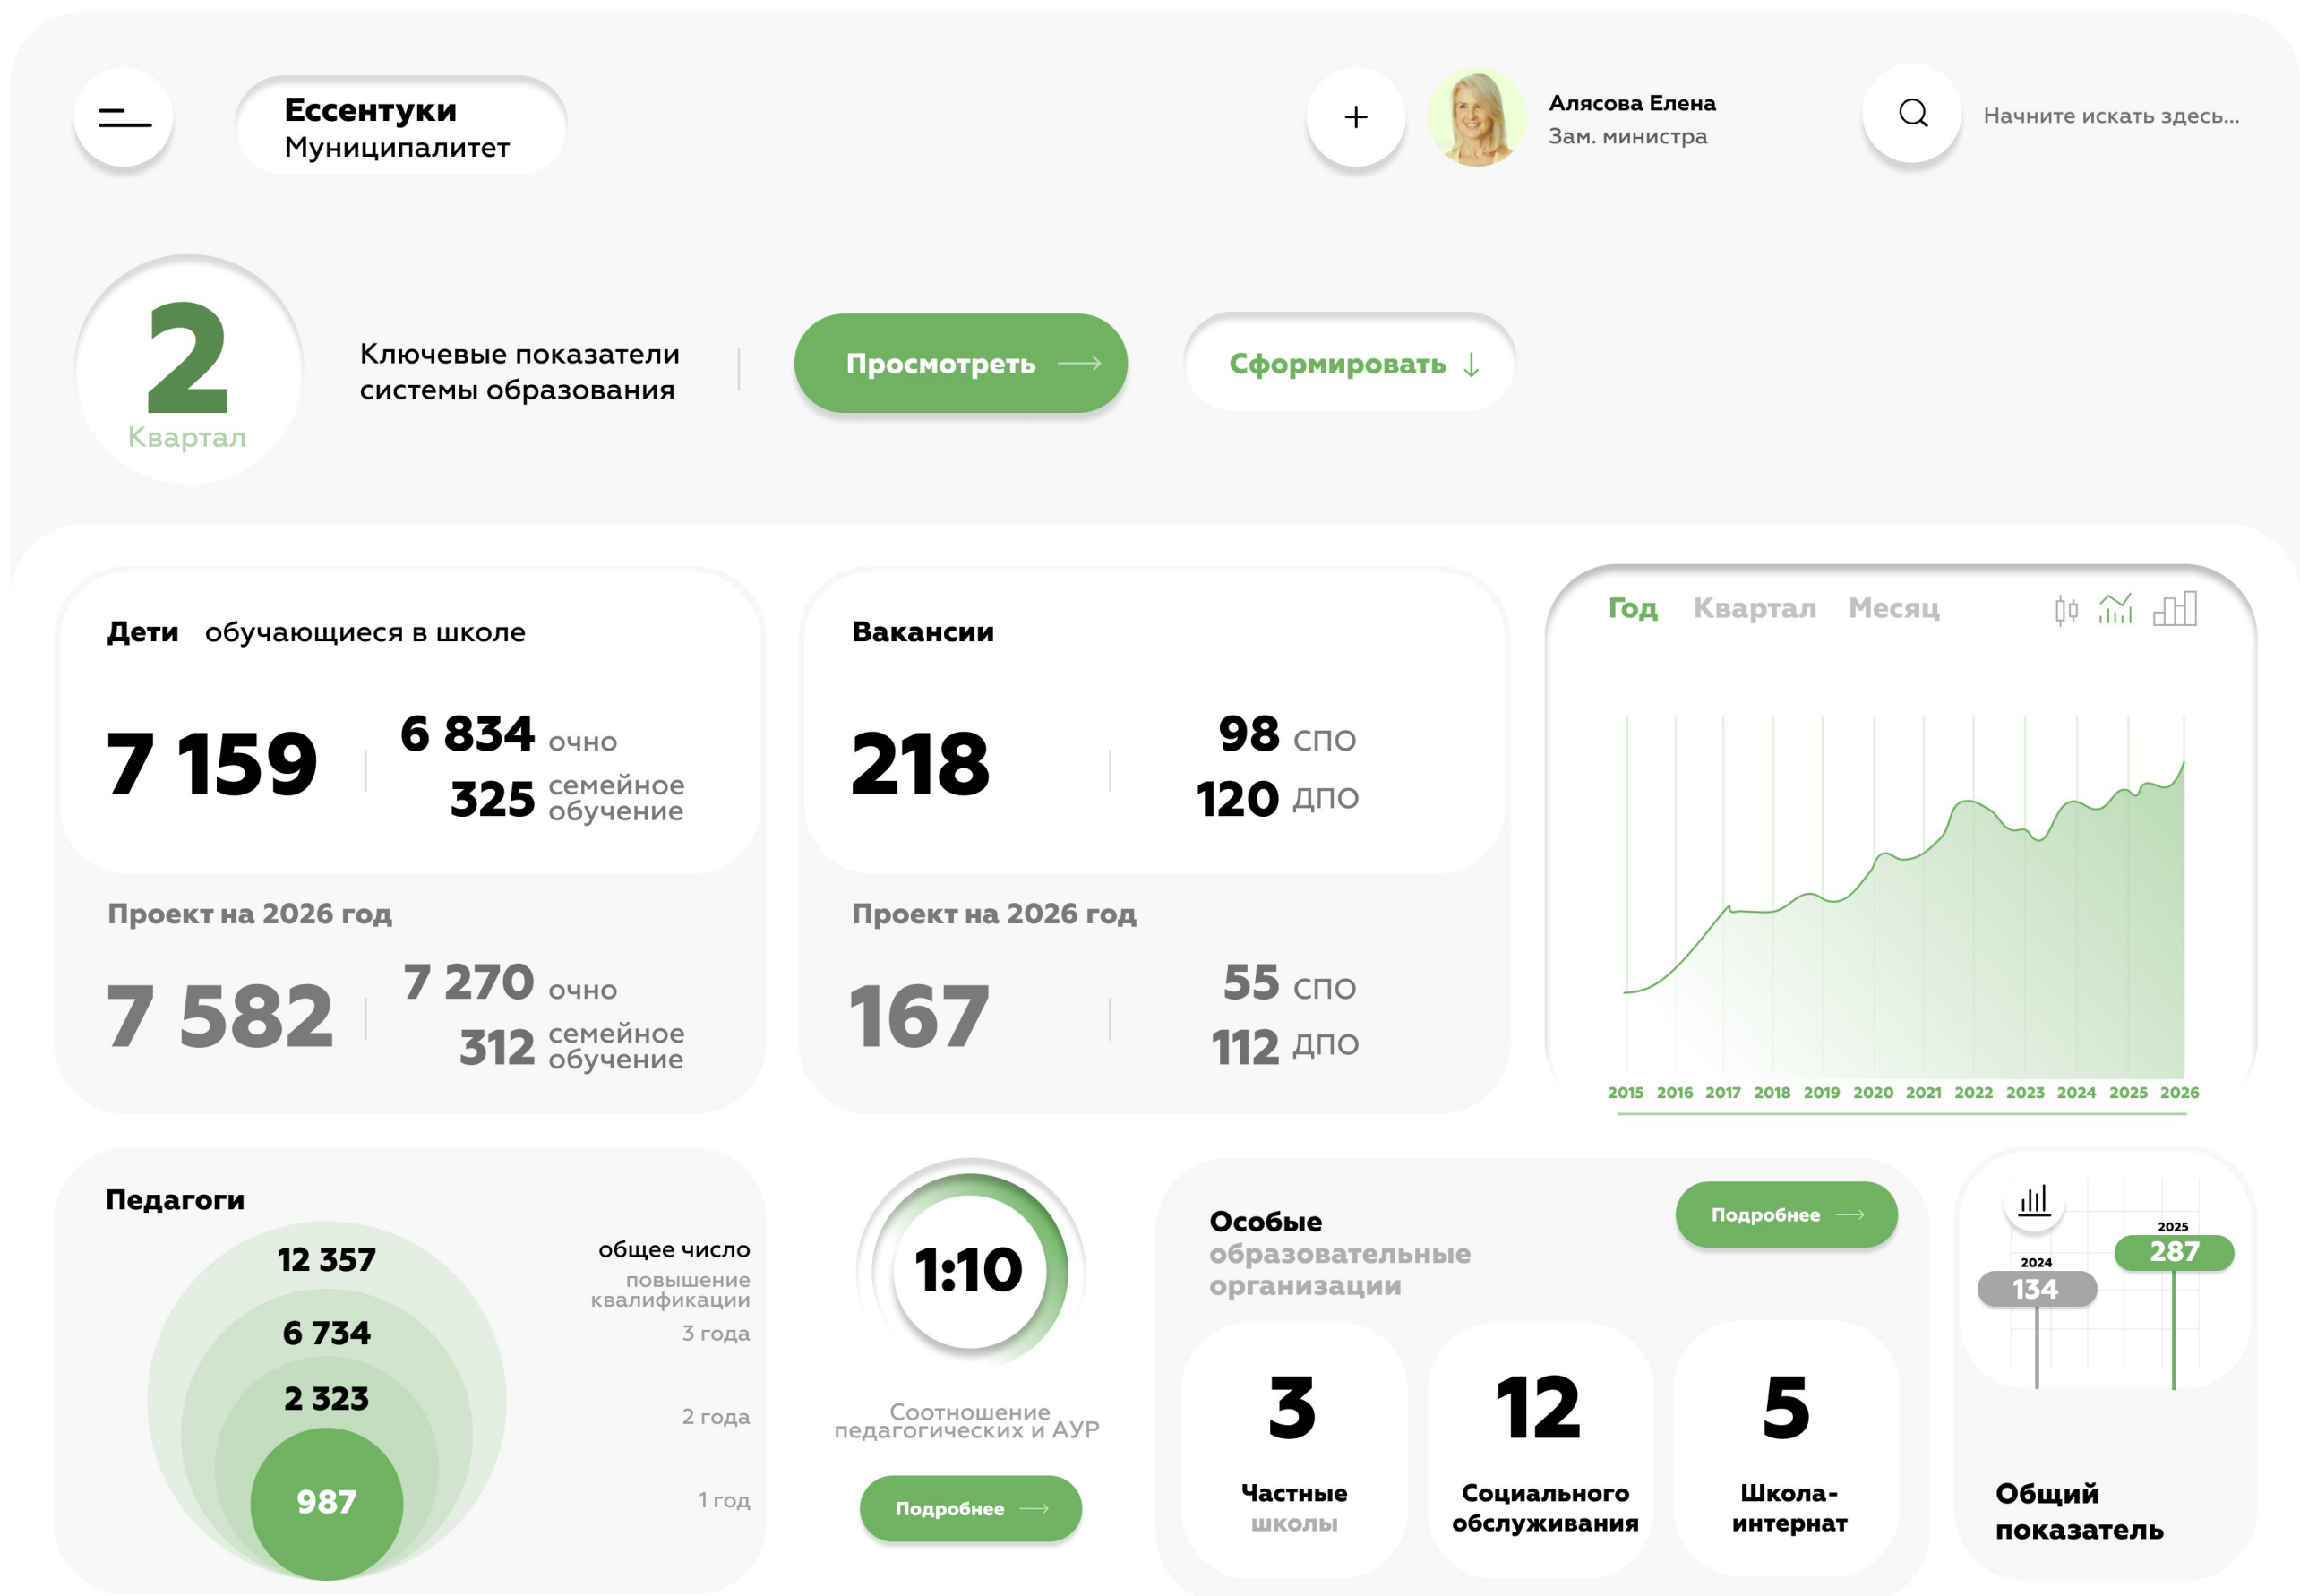 Ессентуки
Муниципалитет
+
Алясова Елена
Зам. министра
Начните искать здесь...
2
Квартал
Ключевые показатели
системы образования
Просмотреть
Сформировать
Дети обучающиеся в школе
7 159
6 834 очно
325 семейное
обучение
Проект на 2026 год
7 582
7 270 очно
312 семейное
обучение
Вакансии
218
98 СПО
120 ДПО
Проект на 2026 год
167
55 СПО
112 ДПО
Год Квартал Месяц
2015 2016 2017 2018 2019 2020 2021 2022 2023 2024 2025 2026
Педагоги
12 357
6 734
2 323
987
общее число
повышение
квалификации
3 года
2 года
1 год
1:10
Соотношение
педагогических и АУР
Подробнее
Особые
образовательные
организации
Подробнее
3
Частные
школы
12
Социального
обслуживания
5
Школа-
интернат
2025
287
2024
134
Общий
показатель